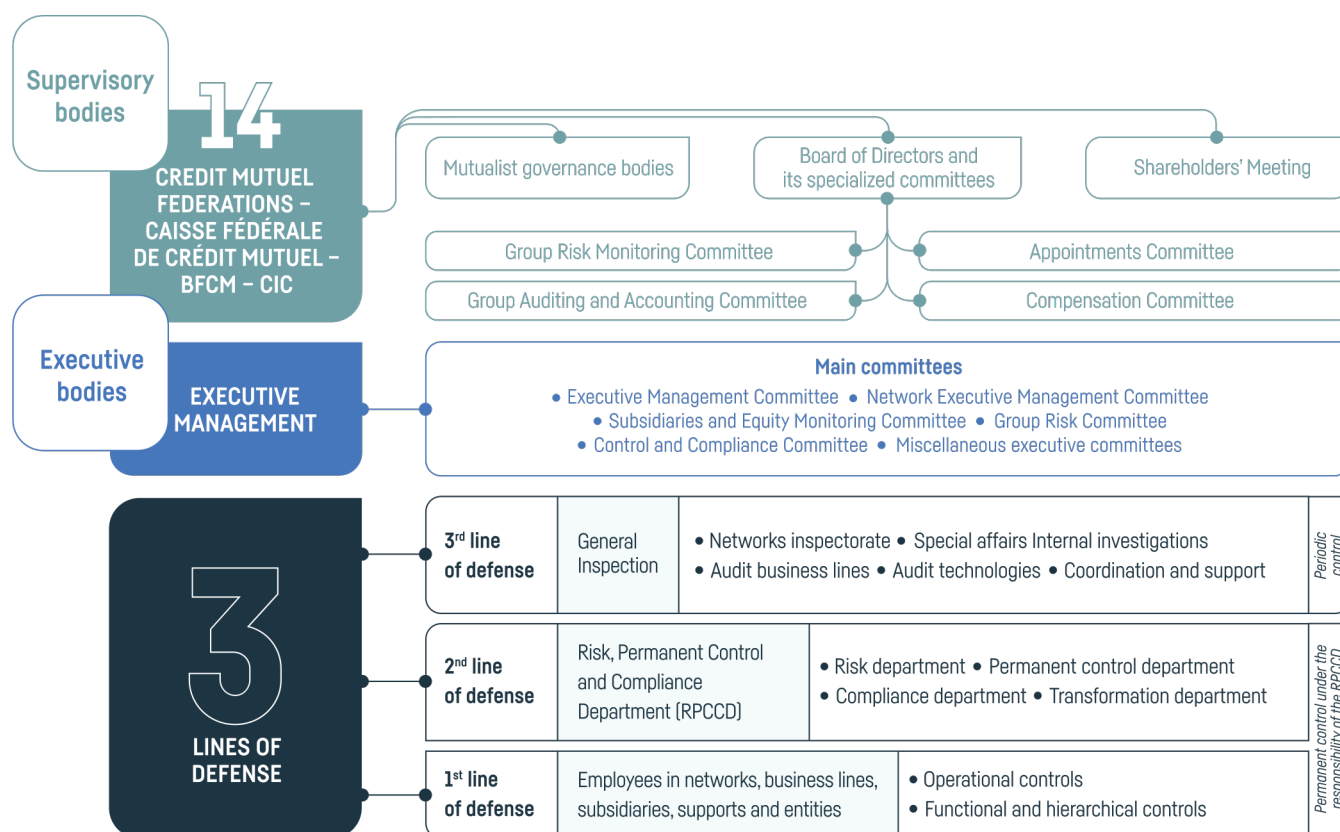 Supervisory
bodies
14
CREDIT MUTUEL
FEDERATIONS –
CAISSE FÉDÉRALE
DE CRÉDIT MUTUEL –
BFCM – CIC
Mutualist governance bodies
Board of Directors and
its specialized committees
Shareholders' Meeting
Group Risk Monitoring Committee
Appointments Committee
Group Auditing and Accounting Committee
Compensation Committee
Executive
bodies
EXECUTIVE
MANAGEMENT
Main committees
• Executive Management Committee • Network Executive Management Committee
• Subsidiaries and Equity Monitoring Committee • Group Risk Committee
• Control and Compliance Committee • Miscellaneous executive committees
3
LINES OF
DEFENSE
3rd line
of defense
General
Inspection
• Networks inspectorate • Special affairs Internal investigations
• Audit business lines • Audit technologies • Coordination and support
Periodic
control
2nd line
of defense
Risk, Permanent Control
and Compliance
Department (RPCCD)
• Risk department • Permanent control department
• Compliance department • Transformation department
Permanent control under the
responsibility of the RPCCD
1st line
of defense
Employees in networks, business lines,
subsidiaries, supports and entities
• Operational controls
• Functional and hierarchical controls